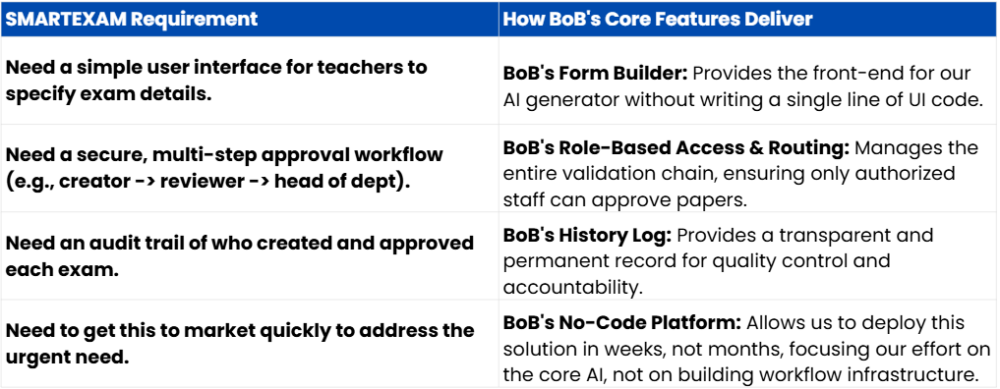 SMARTEXAM Requirement
How BoB's Core Features Deliver
Need a simple user interface for teachers to
specify exam details.
BoB's Form Builder: Provides the front-end for our
AI generator without writing a single line of UI code.
Need a secure, multi-step approval workflow
(e.g., creator -> reviewer -> head of dept).
BoB's Role-Based Access & Routing: Manages the
entire validation chain, ensuring only authorized
staff can approve papers.
Need an audit trail of who created and approved
each exam.
BoB's History Log: Provides a transparent and
permanent record for quality control and
accountability.
Need to get this to market quickly to address the
urgent need.
BoB's No-Code Platform: Allows us to deploy this
solution in weeks, not months, focusing our effort on
the core AI, not on building workflow infrastructure.